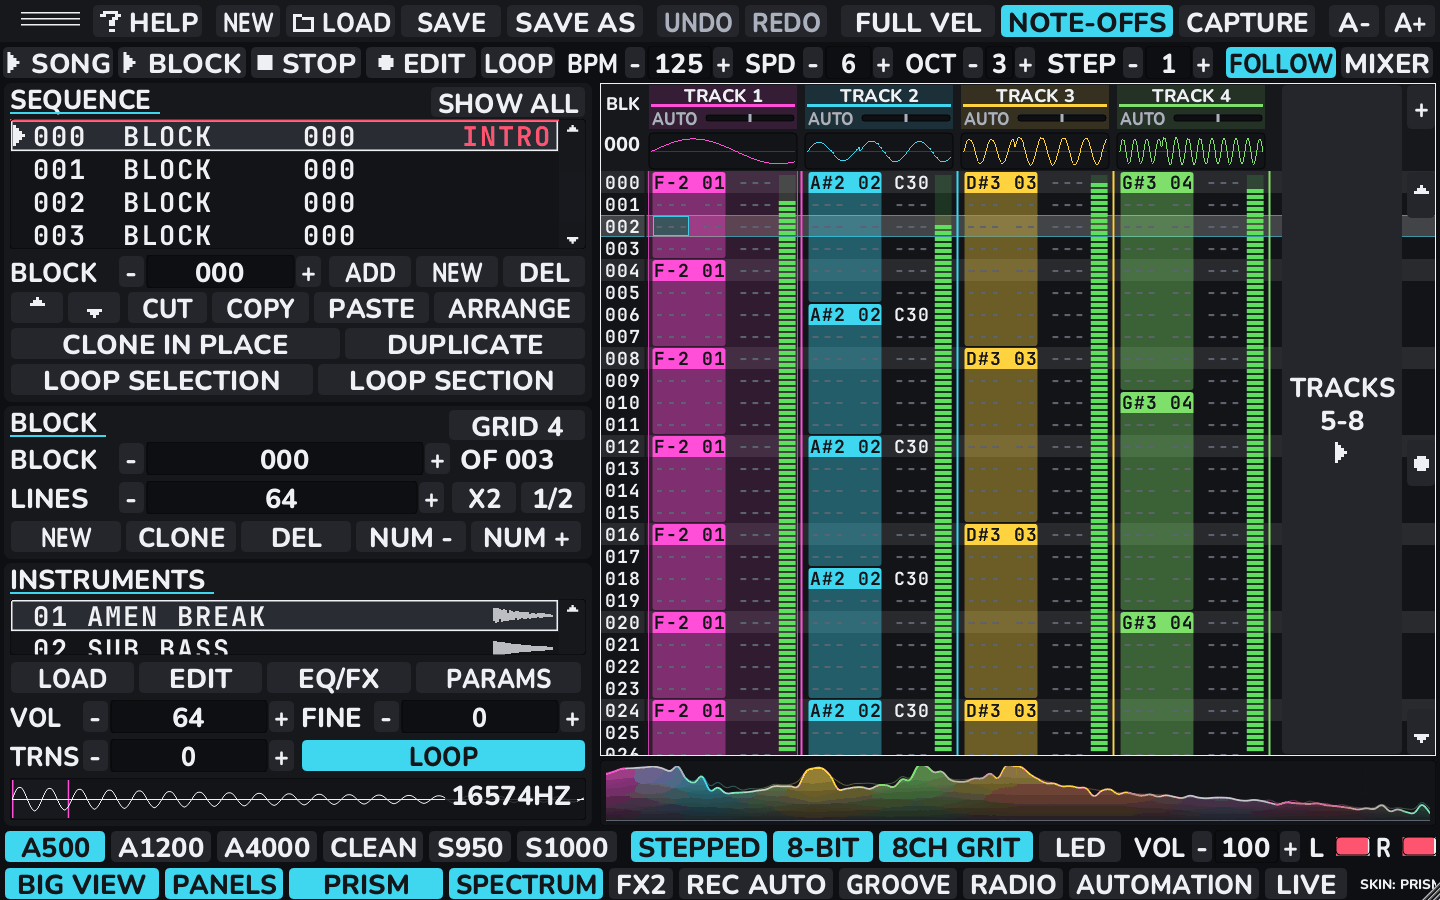 HELP NEW LOAD SAVE SAVE AS UNDO REDO FULL VEL NOTE-OFFS CAPTURE A- A+
SONG BLOCK STOP EDIT LOOP BPM - 125 + SPD - 6 + OCT - 3 + STEP - 1 + FOLLOW MIXER
SEQUENCE SHOW ALL
000 BLOCK 000 INTRO
001 BLOCK 000
002 BLOCK 000
003 BLOCK 000
BLOCK - 000 + ADD NEW DEL
CUT COPY PASTE ARRANGE
CLONE IN PLACE DUPLICATE
LOOP SELECTION LOOP SECTION
BLOCK GRID 4
BLOCK - 000 + OF 003
LINES - 64 + X2 1/2
NEW CLONE DEL NUM - NUM +
INSTRUMENTS
01 AMEN BREAK
02 SUB BASS
LOAD EDIT EQ/FX PARAMS
VOL - 64 + FINE - 0 +
TRNS - 0 + LOOP
16574HZ
BLK TRACK 1 TRACK 2 TRACK 3 TRACK 4 +
AUTO AUTO AUTO AUTO
000
000 F-2 01 --- A#2 02 C30 D#3 03 --- G#3 04 ---
001 --- -- --- --- -- --- --- -- --- --- -- ---
002 --- -- --- --- -- --- --- -- --- --- -- ---
003 --- -- --- --- -- --- --- -- --- --- -- ---
004 F-2 01 --- --- -- --- --- -- --- --- -- ---
005 --- -- --- --- -- --- --- -- --- --- -- ---
006 --- -- --- A#2 02 C30 --- -- --- --- -- ---
007 --- -- --- --- -- --- --- -- --- --- -- ---
008 F-2 01 --- --- -- --- D#3 03 --- --- -- ---
009 --- -- --- --- -- --- --- -- --- --- -- ---
010 --- -- --- --- -- --- --- -- --- G#3 04 ---
011 --- -- --- --- -- --- --- -- --- --- -- ---
012 F-2 01 --- A#2 02 C30 --- -- --- --- -- ---
013 --- -- --- --- -- --- --- -- --- --- -- ---
014 --- -- --- --- -- --- --- -- --- --- -- ---
015 --- -- --- --- -- --- --- -- --- --- -- ---
016 F-2 01 --- --- -- --- D#3 03 --- --- -- ---
017 --- -- --- --- -- --- --- -- --- --- -- ---
018 --- -- --- A#2 02 C30 --- -- --- --- -- ---
019 --- -- --- --- -- --- --- -- --- --- -- ---
020 F-2 01 --- --- -- --- --- -- --- G#3 04 ---
021 --- -- --- --- -- --- --- -- --- --- -- ---
022 --- -- --- --- -- --- --- -- --- --- -- ---
023 --- -- --- --- -- --- --- -- --- --- -- ---
024 F-2 01 --- A#2 02 C30 D#3 03 --- --- -- ---
025 --- -- --- --- -- --- --- -- --- --- -- ---
026
TRACKS
5-8
A500 A1200 A4000 CLEAN S950 S1000 STEPPED 8-BIT 8CH GRIT LED VOL - 100 + L R
BIG VIEW PANELS PRISM SPECTRUM FX2 REC AUTO GROOVE RADIO AUTOMATION LIVE SKIN: PRISM